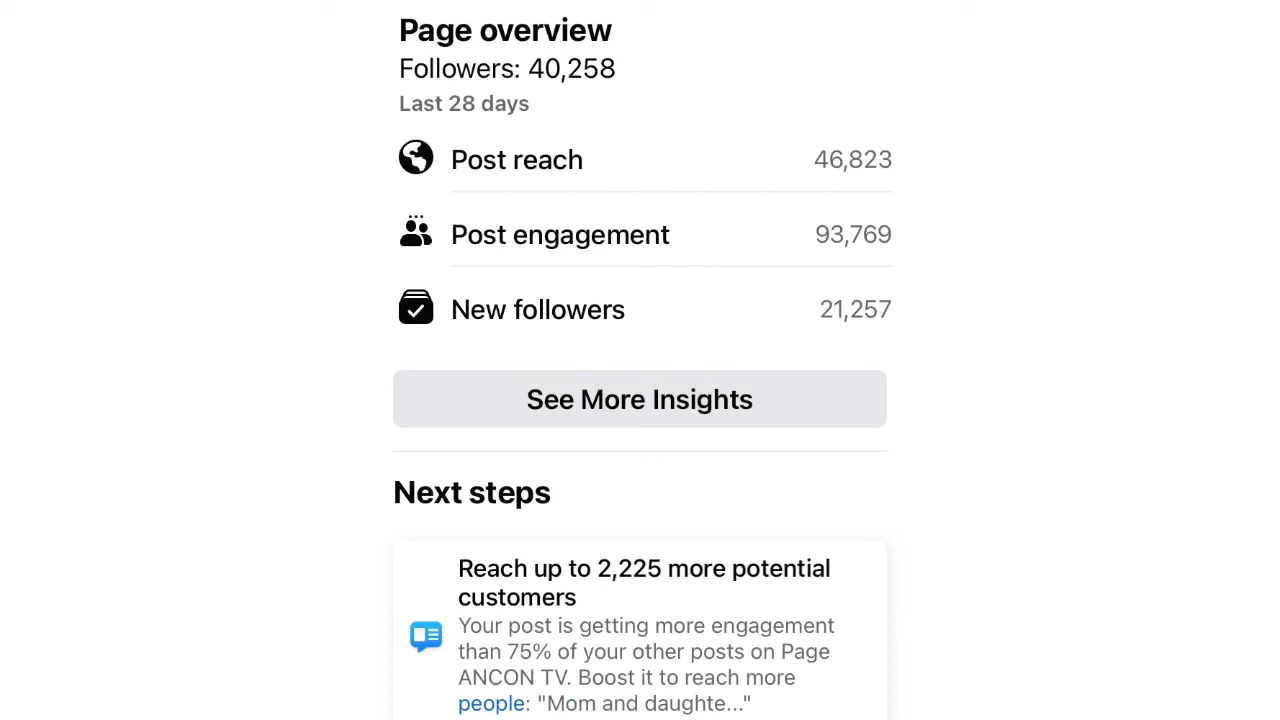 Page overview
Followers: 40,258
Last 28 days
Post reach 46,823
Post engagement 93,769
New followers 21,257
See More Insights
Next steps
Reach up to 2,225 more potential
customers
Your post is getting more engagement
than 75% of your other posts on Page
ANCON TV. Boost it to reach more
people: "Mom and daughte..."